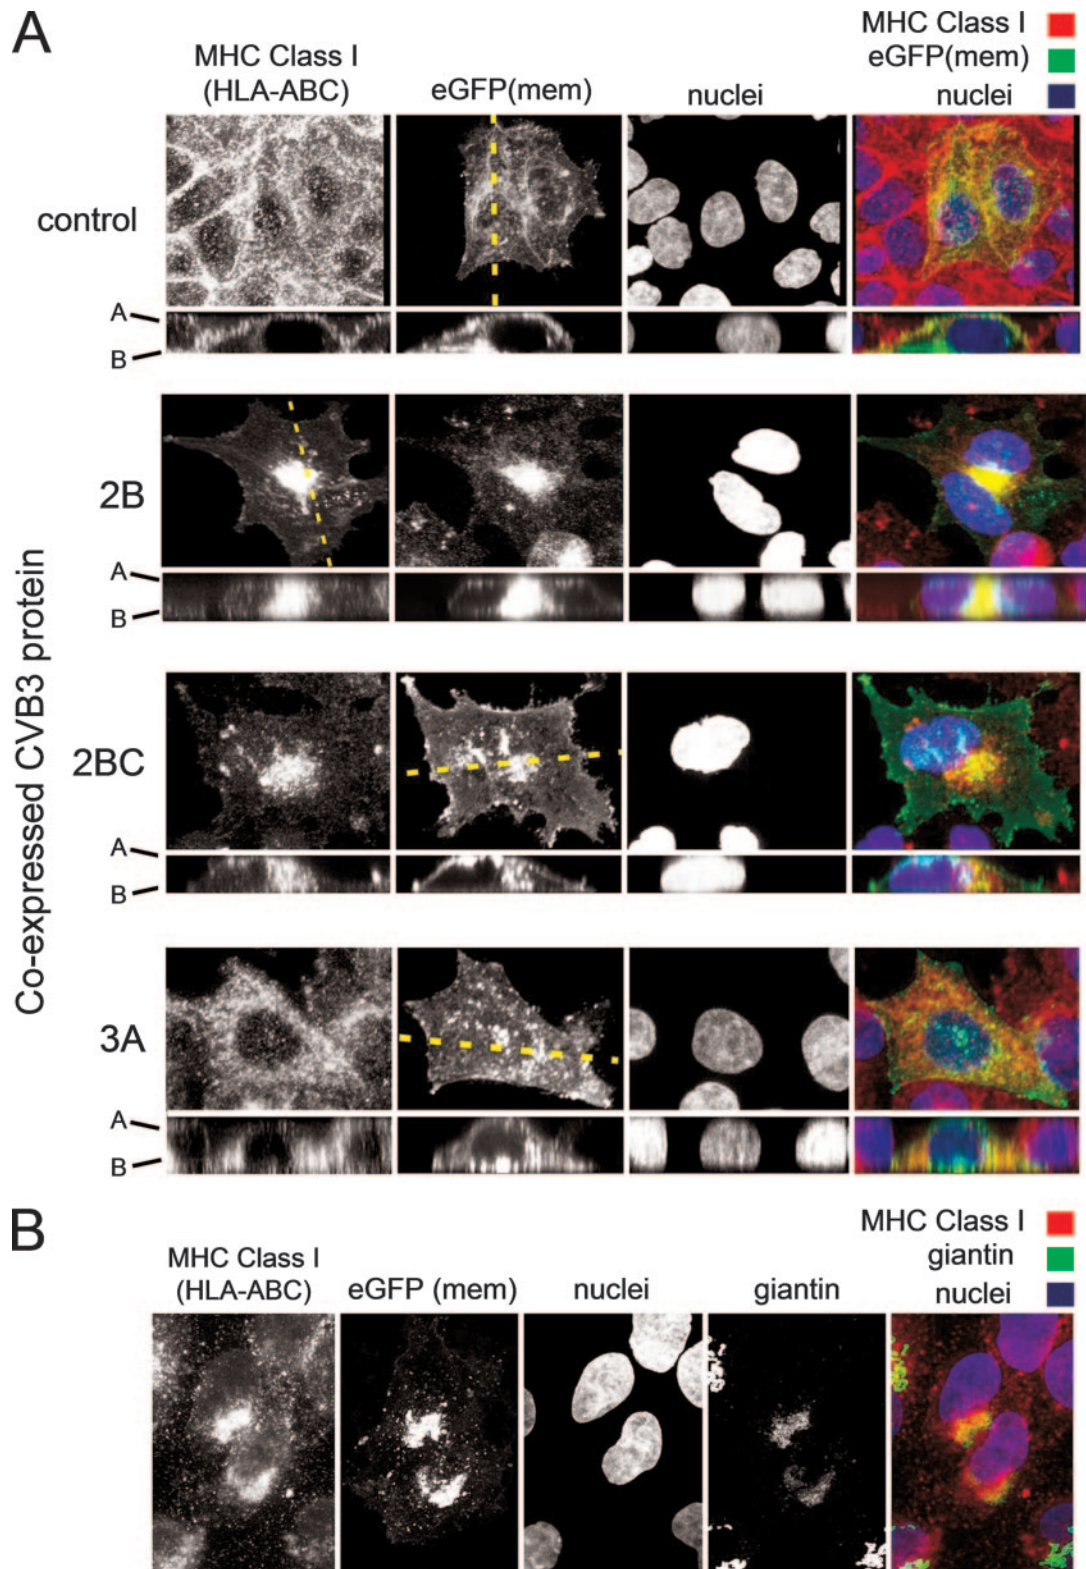 A
MHC Class I
(HLA-ABC)
eGFP(mem)
nuclei
MHC Class I
eGFP(mem)
nuclei
control
A
B
Co-expressed CVB3 protein
2B
A
B
2BC
A
B
3A
A
B
B
MHC Class I
(HLA-ABC)
eGFP (mem)
nuclei
giantin
MHC Class I
giantin
nuclei